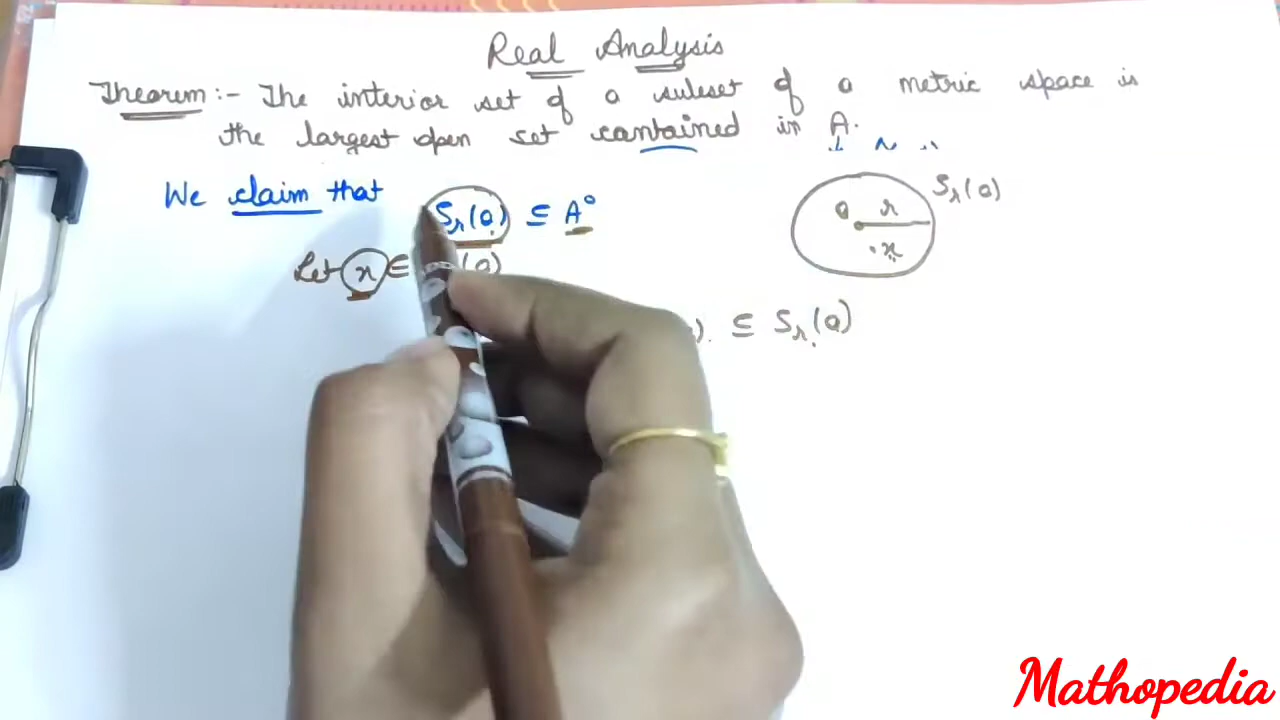 Real Analysis
Theorem:- The interior set of a subset of a metric space is
the largest open set contained in A.
We claim that Sr(a) ⊆ A°
Let x ∈ (a)
). ⊆ Sr(a)
a r Sr(a)
.x
Mathopedia